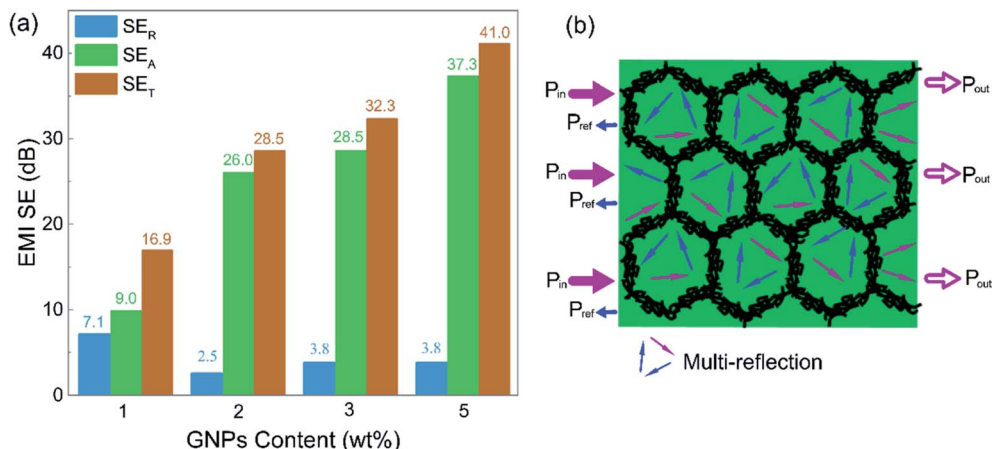 (a)
SE_R
SE_A
SE_T
EMI SE (dB)
40
30
20
10
0
7.1
9.0
16.9
2.5
26.0
28.5
3.8
28.5
32.3
3.8
37.3
41.0
1
2
3
5
GNPs Content (wt%)
(b)
P_in
P_ref
P_out
P_in
P_ref
P_out
P_in
P_ref
P_out
Multi-reflection